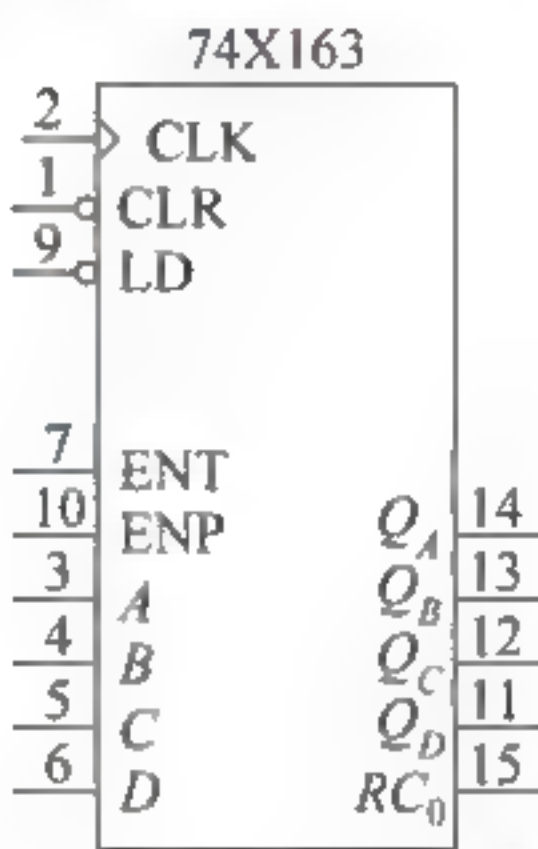 74X163
2 CLK
1 CLR
9 LD
7 ENT
10 ENP Q_A 14
3 A Q_B 13
4 B Q_C 12
5 C Q_D 11
6 D RC_0 15